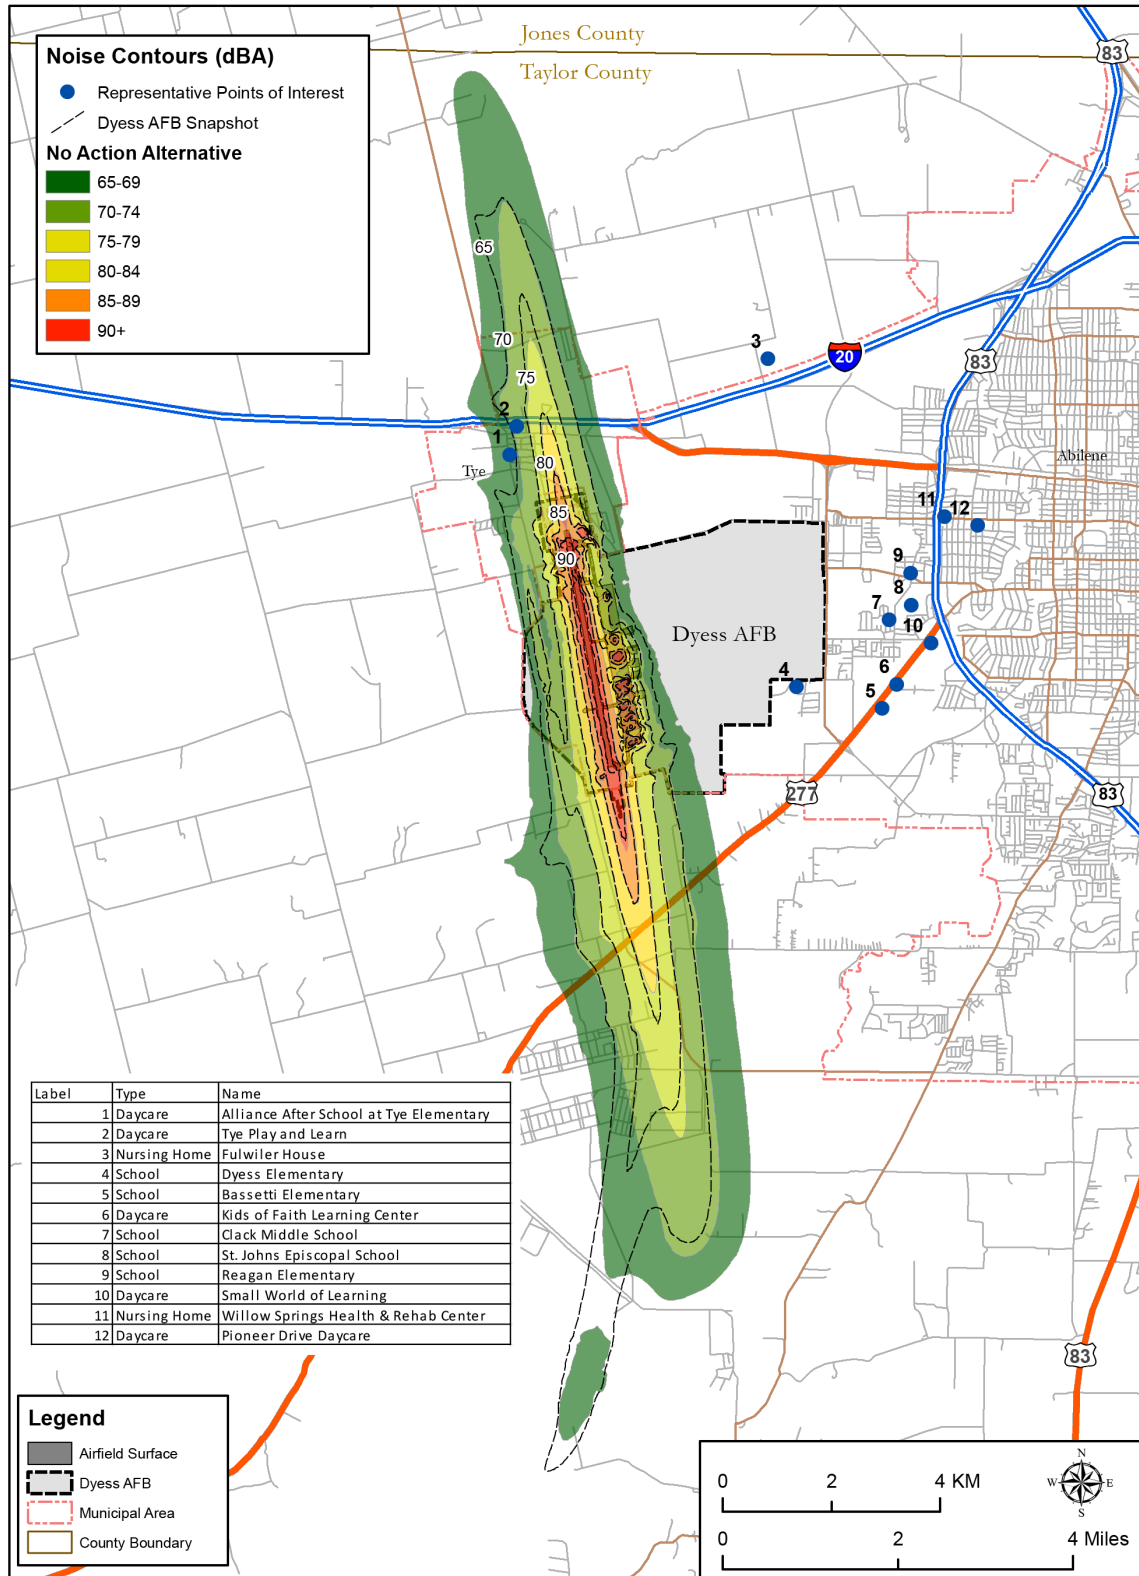 Jones County
Taylor County
83
Noise Contours (dBA)
Representative Points of Interest
Dyess AFB Snapshot
No Action Alternative
65-69
70-74
75-79
80-84
85-89
90+
65
70
75
80
85
90
3
20
83
2
1
Tye
Abilene
11
12
9
8
7
10
Dyess AFB
4
6
5
277
83
Label Type Name
1 Daycare Alliance After School at Tye Elementary
2 Daycare Tye Play and Learn
3 Nursing Home Fulwiler House
4 School Dyess Elementary
5 School Bassetti Elementary
6 Daycare Kids of Faith Learning Center
7 School Clack Middle School
8 School St. Johns Episcopal School
9 School Reagan Elementary
10 Daycare Small World of Learning
11 Nursing Home Willow Springs Health & Rehab Center
12 Daycare Pioneer Drive Daycare
83
Legend
Airfield Surface
Dyess AFB
Municipal Area
County Boundary
0 2 4 KM
N
W E
S
0 2 4 Miles